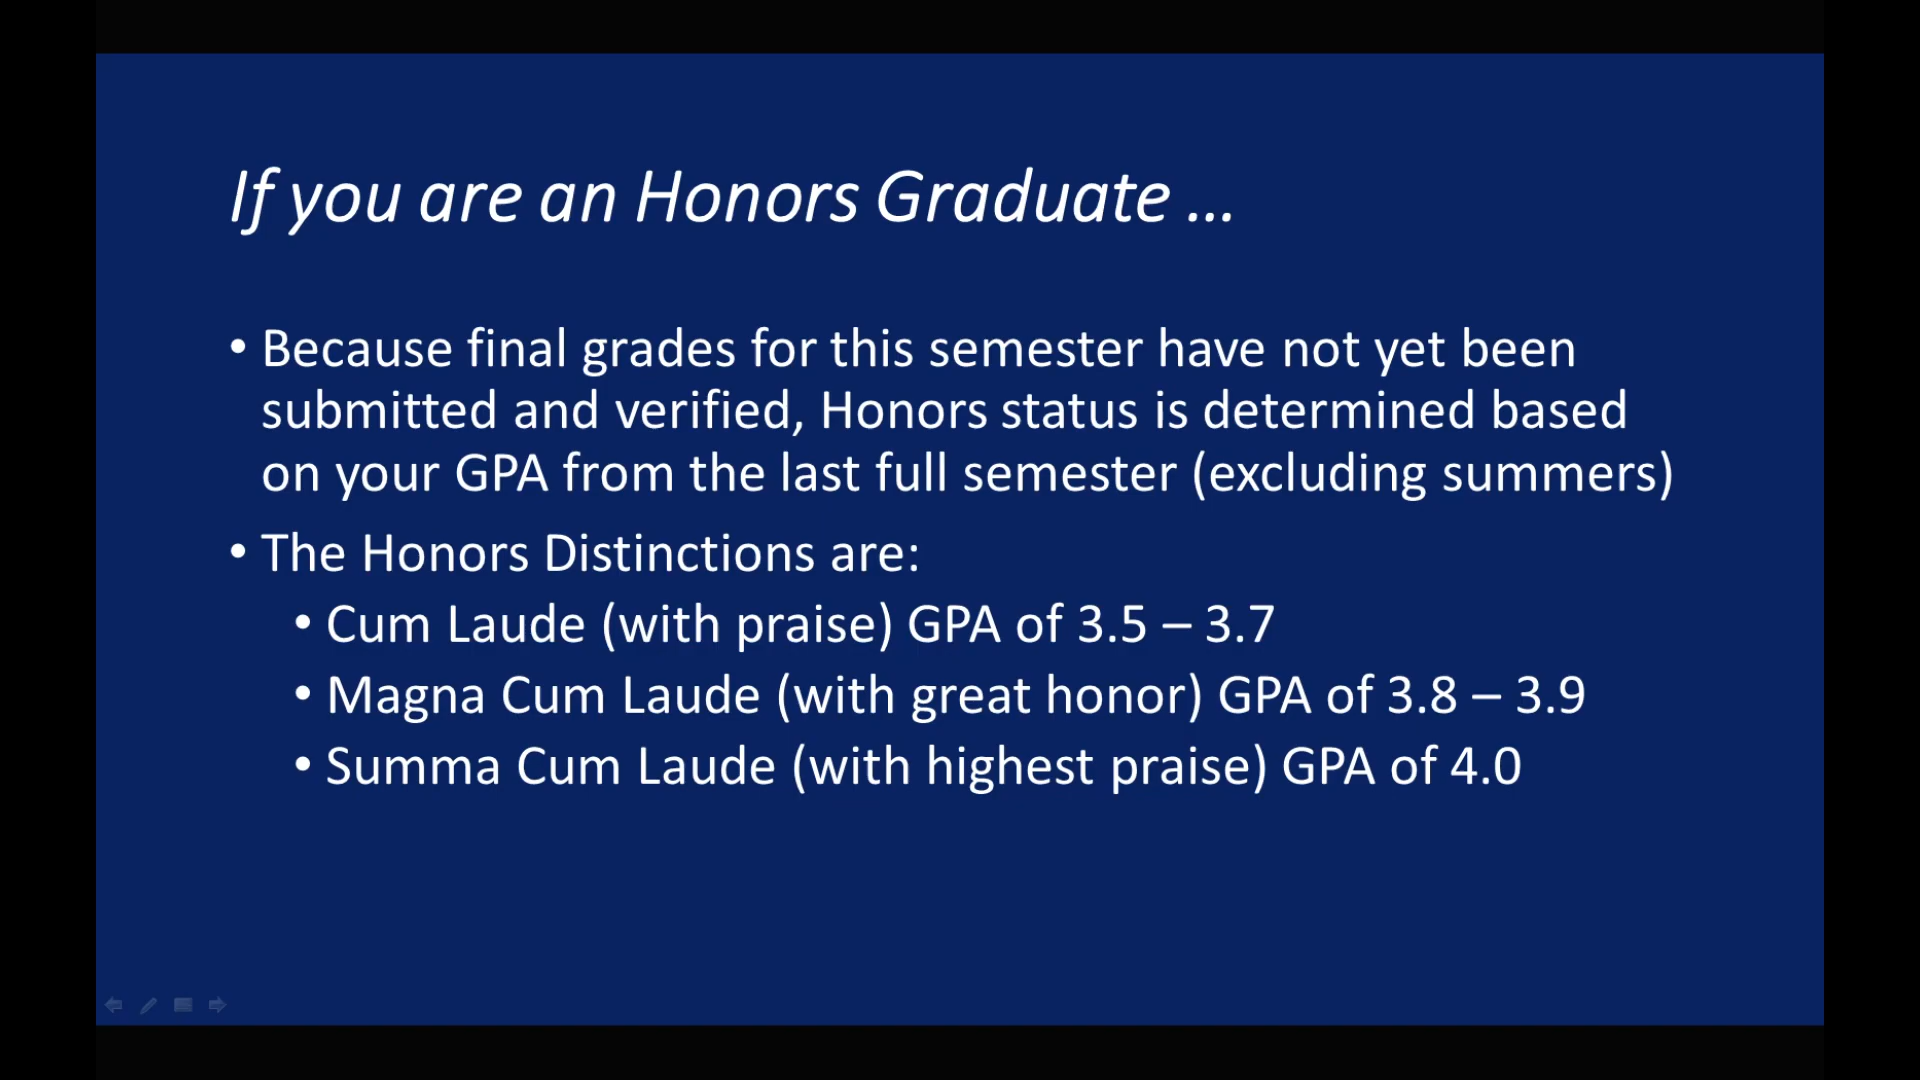 If you are an Honors Graduate ...
• Because final grades for this semester have not yet been
submitted and verified, Honors status is determined based
on your GPA from the last full semester (excluding summers)
• The Honors Distinctions are:
• Cum Laude (with praise) GPA of 3.5 – 3.7
• Magna Cum Laude (with great honor) GPA of 3.8 – 3.9
• Summa Cum Laude (with highest praise) GPA of 4.0